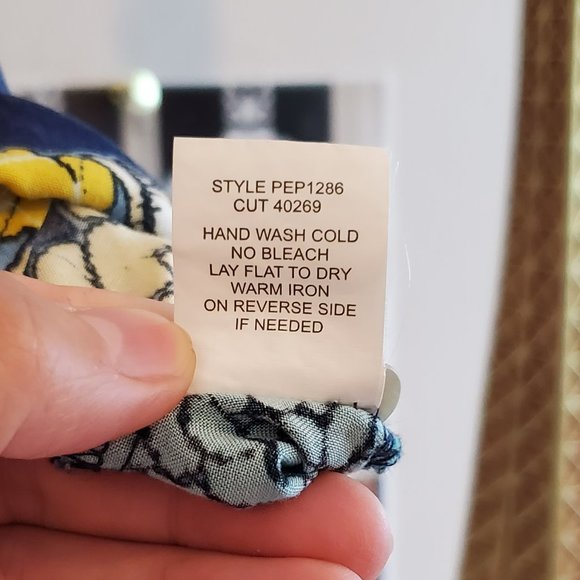 STYLE PEP1286
CUT 40269
HAND WASH COLD
NO BLEACH
LAY FLAT TO DRY
WARM IRON
ON REVERSE SIDE
IF NEEDED